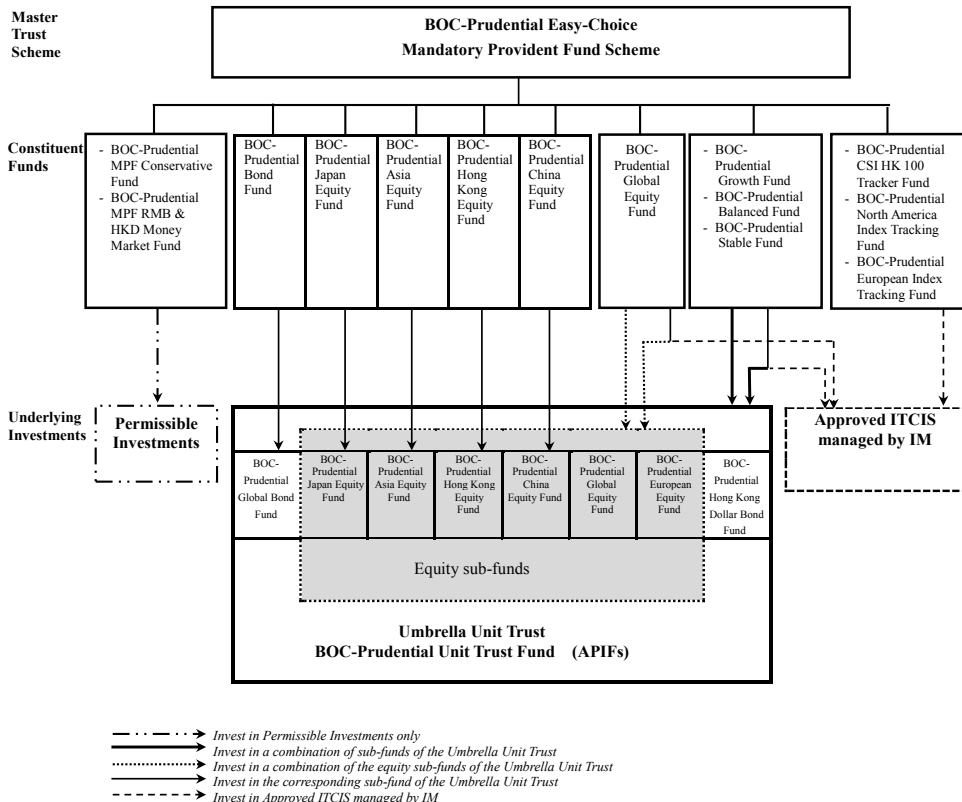 Master
Trust
Scheme
BOC-Prudential Easy-Choice
Mandatory Provident Fund Scheme
Constituent
Funds
- BOC-Prudential
MPF Conservative
Fund
- BOC-Prudential
MPF RMB &
HKD Money
Market Fund
BOC-
Prudential
Bond
Fund
BOC-
Prudential
Japan
Equity
Fund
BOC-
Prudential
Asia
Equity
Fund
BOC-
Prudential
Hong
Kong
Equity
Fund
BOC-
Prudential
China
Equity
Fund
BOC-
Prudential
Global
Equity
Fund
- BOC-
Prudential
Growth Fund
- BOC-Prudential
Balanced Fund
- BOC-Prudential
Stable Fund
- BOC-Prudential
CSI HK 100
Tracker Fund
- BOC-Prudential
North America
Index Tracking
Fund
- BOC-Prudential
European Index
Tracking Fund
Underlying
Investments
Permissible
Investments
Approved ITCIS
managed by IM
BOC-
Prudential
Global Bond
Fund
BOC-
Prudential
Japan Equity
Fund
BOC-
Prudential
Asia Equity
Fund
BOC-
Prudential
Hong Kong
Equity
Fund
BOC-
Prudential
China
Equity Fund
BOC-
Prudential
Global
Equity
Fund
BOC-
Prudential
European
Equity
Fund
BOC-
Prudential
Hong Kong
Dollar Bond
Fund
Equity sub-funds
Umbrella Unit Trust
BOC-Prudential Unit Trust Fund (APIFs)
Invest in Permissible Investments only
Invest in a combination of sub-funds of the Umbrella Unit Trust
Invest in a combination of the equity sub-funds of the Umbrella Unit Trust
Invest in the corresponding sub-fund of the Umbrella Unit Trust
Invest in Approved ITCIS managed by IM